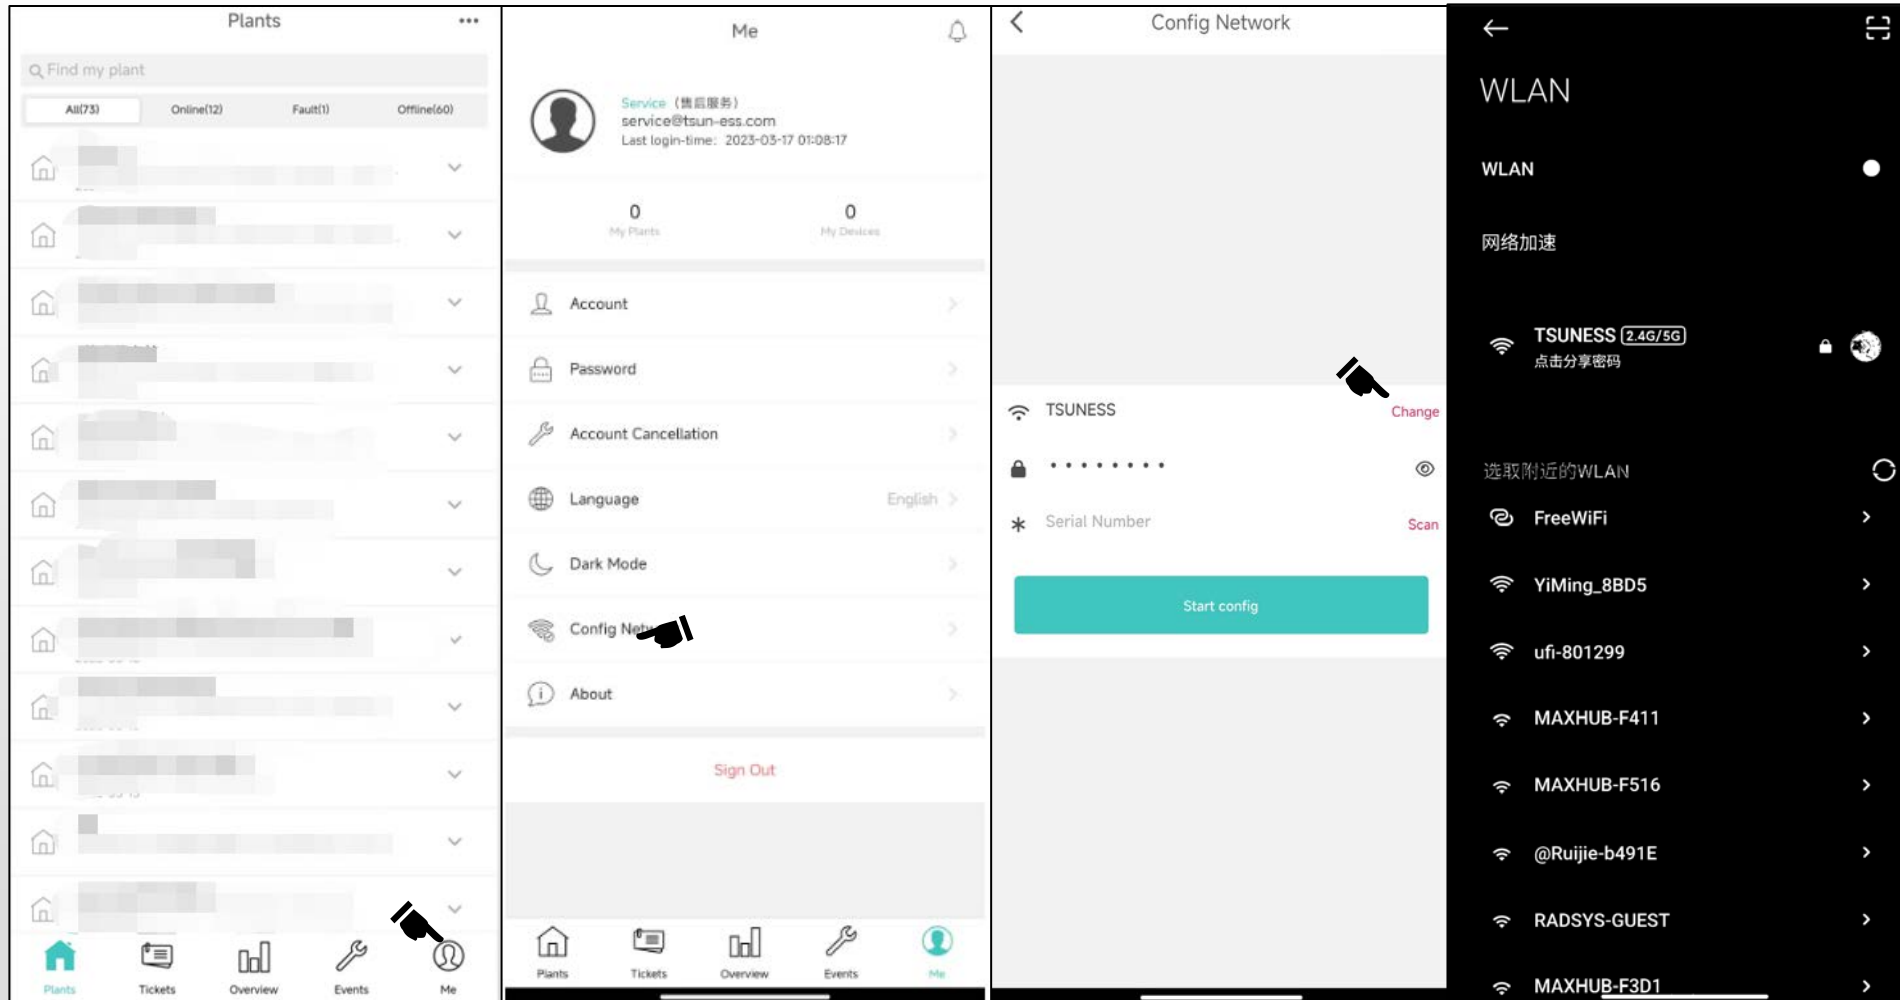 Plants
Find my plant
All(73)
Online(12)
Fault(1)
Offline(60)
Plants
Tickets
Overview
Events
Me
Me
Service（售后服务）
service@tsun-ess.com
Last login-time: 2023-03-17 01:08:17
0
My Plants
0
My Devices
Account
Password
Account Cancellation
Language
English
Dark Mode
Config
About
Sign Out
Plants
Tickets
Overview
Events
Me
Config Network
TSUNESS
Change
Serial Number
Scan
Start config
WLAN
WLAN
网络加速
TSUNESS 2.4G/5G
点击分享密码
选取附近的WLAN
FreeWiFi
YiMing_8BD5
ufi-801299
MAXHUB-F411
MAXHUB-F516
@Ruijie-b491E
RADSYS-GUEST
MAXHUB-F3D1